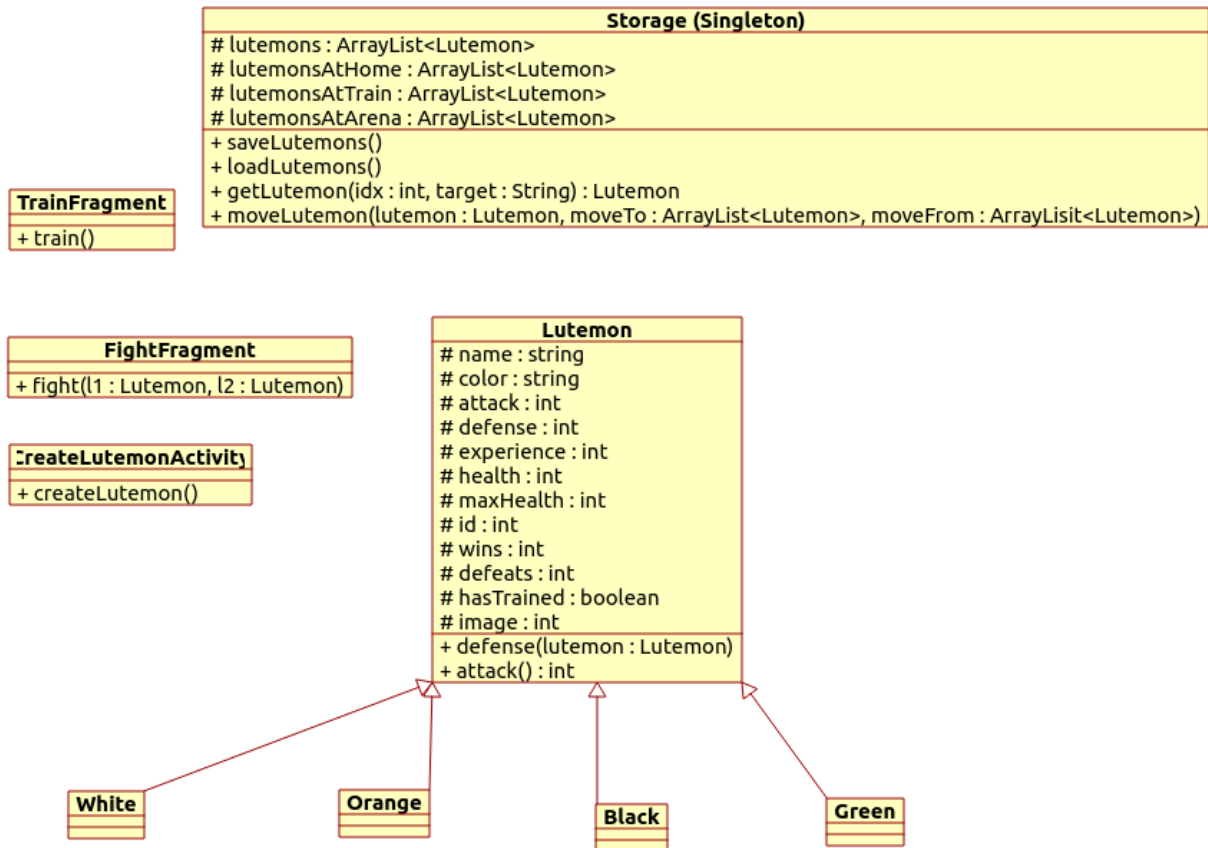 Storage (Singleton)
# lutemons : ArrayList<Lutemon>
# lutemonsAtHome : ArrayList<Lutemon>
# lutemonsAtTrain : ArrayList<Lutemon>
# lutemonsAtArena : ArrayList<Lutemon>
+ saveLutemons()
+ loadLutemons()
+ getLutemon(idx : int, target : String) : Lutemon
+ moveLutemon(lutemon : Lutemon, moveTo : ArrayList<Lutemon>, moveFrom : ArrayLisit<Lutemon>)
TrainFragment
+ train()
FightFragment
+ fight(l1 : Lutemon, l2 : Lutemon)
CreateLutemonActivity
+ createLutemon()
Lutemon
# name : string
# color : string
# attack : int
# defense : int
# experience : int
# health : int
# maxHealth : int
# id : int
# wins : int
# defeats : int
# hasTrained : boolean
# image : int
+ defense(lutemon : Lutemon)
+ attack() : int
White
Orange
Black
Green